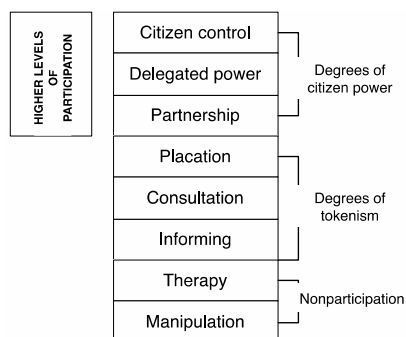 HIGHER LEVELS
OF
PARTICIPATION
Citizen control
Delegated power
Partnership
Placation
Consultation
Informing
Therapy
Manipulation
Degrees of
citizen power
Degrees of
tokenism
Nonparticipation